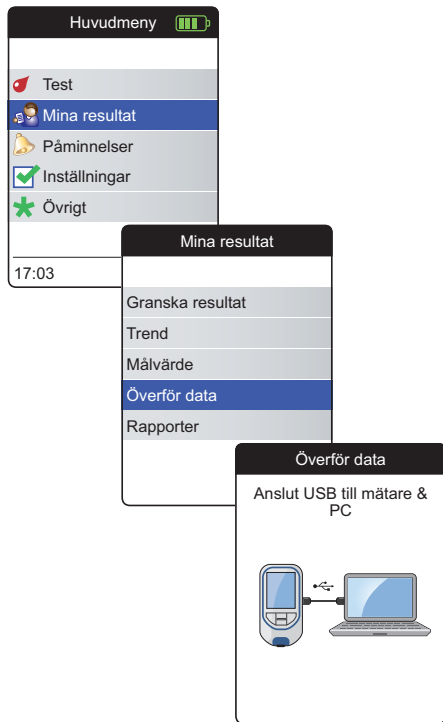 Huvudmeny
Test
Mina resultat
Påminnelser
Inställningar
Övrigt
17:03
Mina resultat
Granska resultat
Trend
Målvärde
Överför data
Rapporter
Överför data
Anslut USB till mätare &
PC